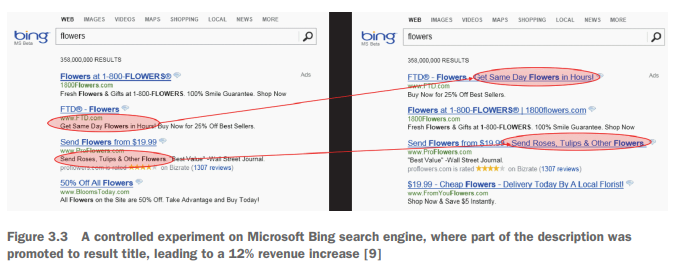 WEB IMAGES VIDEOS MAPS SHOPPING LOCAL NEWS MORE
bing
MS Beta
flowers
358,000,000 RESULTS
Flowers at 1-800-FLOWERS®
Ads
1800Flowers.com
Fresh Flowers & Gifts at 1-800-FLOWERS. 100% Smile Guarantee. Shop Now
FTD® - Flowers
www.FTD.com
Get Same Day Flowers in Hours! Buy Now for 25% Off Best Sellers.
Send Flowers from $19.99
www.ProFlowers.com
Send Roses, Tulips & Other Flowers. "Best Value" -Wall Street Journal.
proflowers.com is rated ★★★★★ on Bizrate (1307 reviews)
50% Off All Flowers
www.BloomsToday.com
All Flowers on the Site are 50% Off. Take Advantage and Buy Today!
WEB IMAGES VIDEOS MAPS SHOPPING LOCAL NEWS MORE
bing
MS Beta
flowers
358,000,000 RESULTS
FTD® - Flowers - Get Same Day Flowers in Hours!
Ads
www.FTD.com
Buy Now for 25% Off Best Sellers.
Flowers at 1-800-FLOWERS® | 1800flowers.com
1800Flowers.com
Fresh Flowers & Gifts at 1-800-FLOWERS. 100% Smile Guarantee. Shop Now
Send Flowers from $19.99 - Send Roses, Tulips & Other Flowers.
www.ProFlowers.com
"Best Value" -Wall Street Journal.
proflowers.com is rated ★★★★★ on Bizrate (1307 reviews)
$19.99 - Cheap Flowers - Delivery Today By A Local Florist!
www.FromYouFlowers.com
Shop Now & Save $5 Instantly.
Figure 3.3 A controlled experiment on Microsoft Bing search engine, where part of the description was
promoted to result title, leading to a 12% revenue increase [9]